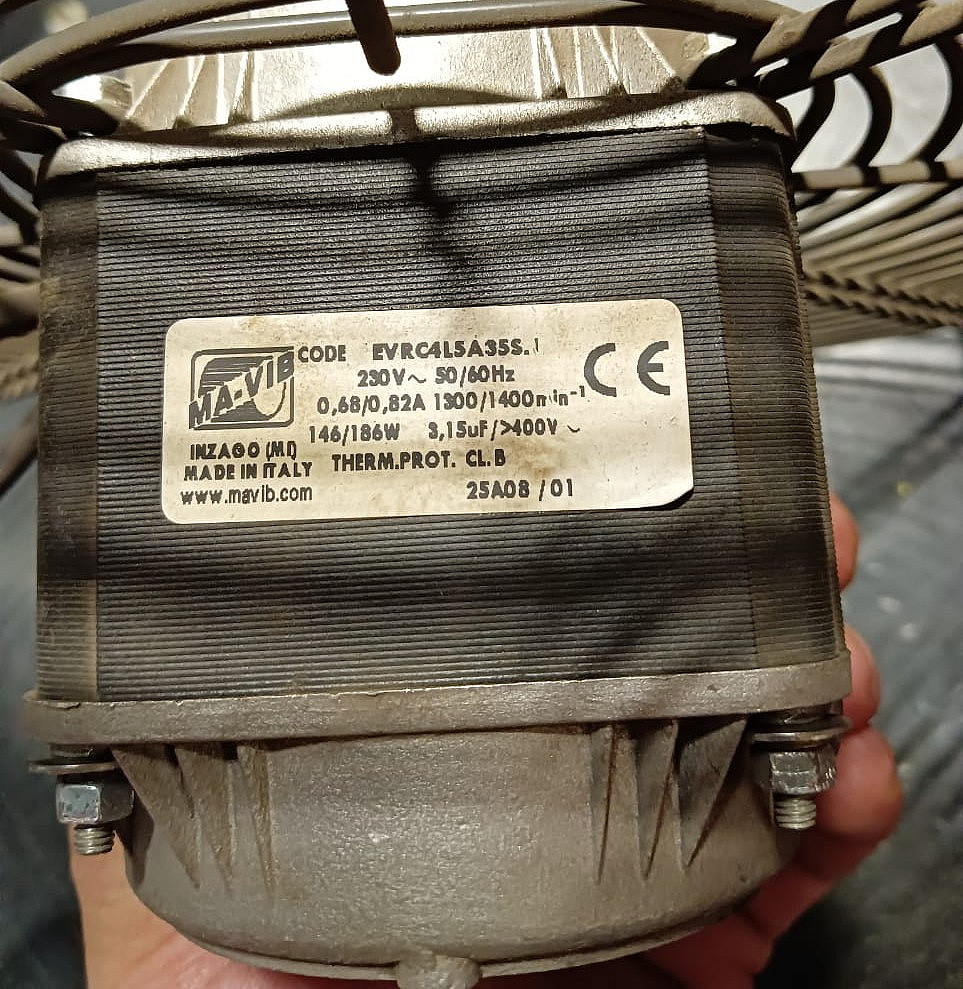 MA-VIB
CODE EVRC4L5A35S.
230V~ 50/60Hz
0,68/0,82A 1300/1400min-1
146/186W 3,15uF/>400V ~
THERM.PROT. CL.B
INZAGO (MI)
MADE IN ITALY
www.mavib.com
25A08 /01
CE